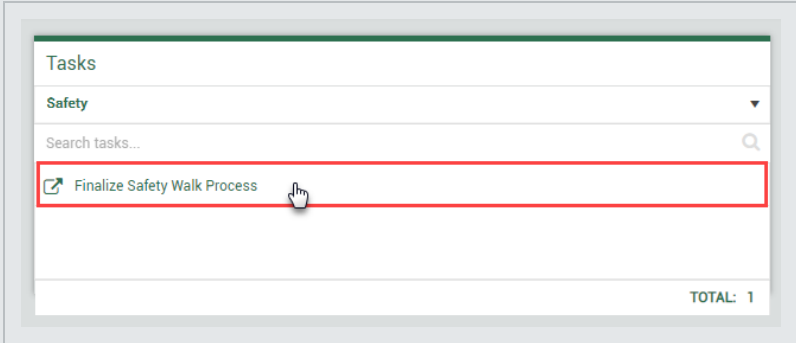 Tasks
Safety
Search tasks...
Finalize Safety Walk Process
TOTAL: 1